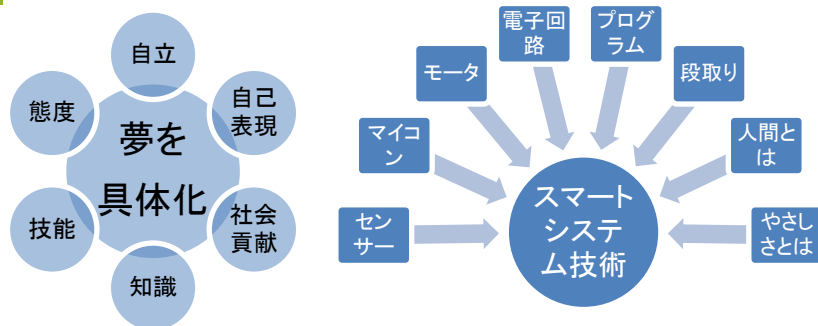 自立
自己
表現
社会
貢献
知識
技能
態度
夢を
具体化
セン
サー
マイコ
ン
モータ
電子回
路
プログ
ラム
段取り
人間と
は
やさし
さとは
スマート
システ
ム技術